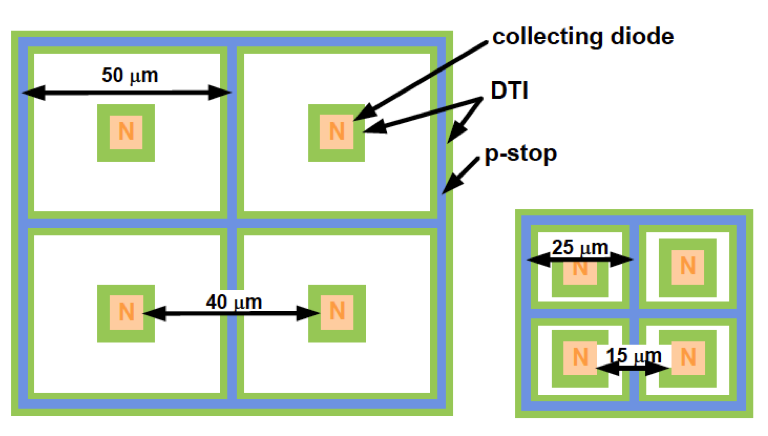 collecting diode
50 μm
DTI
N
N
p-stop
25 μm
N
N
40 μm
N
N
15 μm
N
N